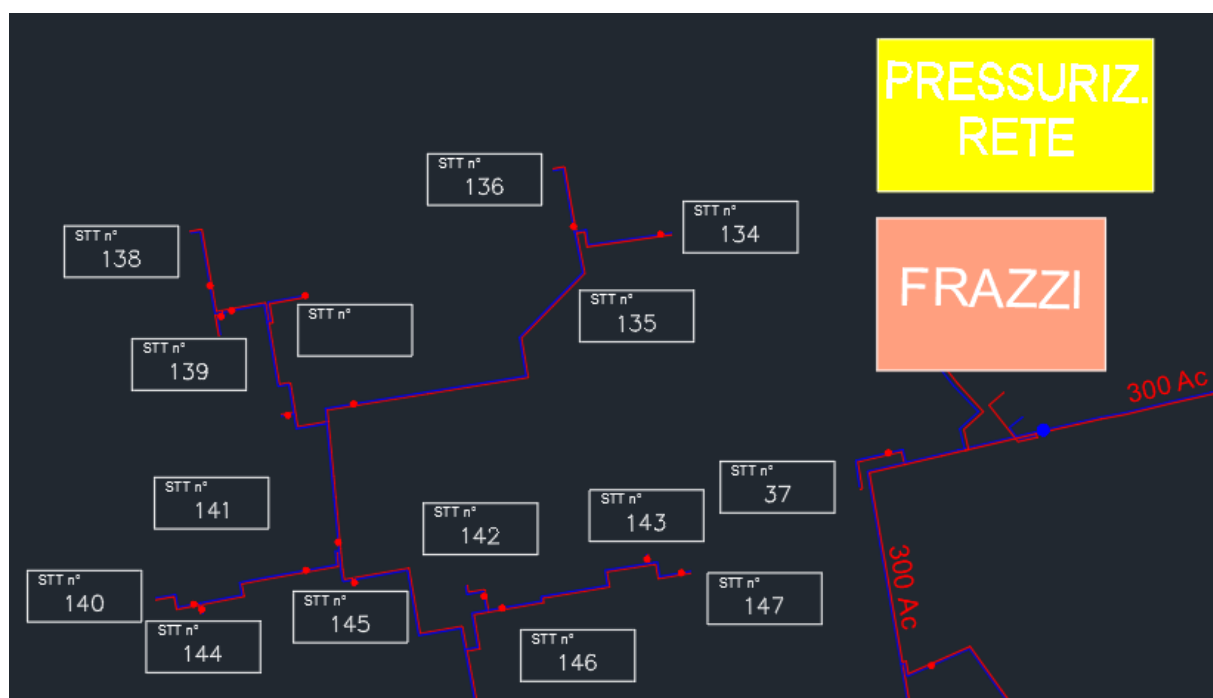 PRESSURIZ.
RETE
STT n°
136
STT n°
134
STT n°
138
FRAZZI
STT n°
135
STT n°
STT n°
139
300 Ac
STT n°
37
STT n°
141
STT n°
143
STT n°
142
300 Ac
STT n°
140
STT n°
147
STT n°
145
STT n°
144
STT n°
146